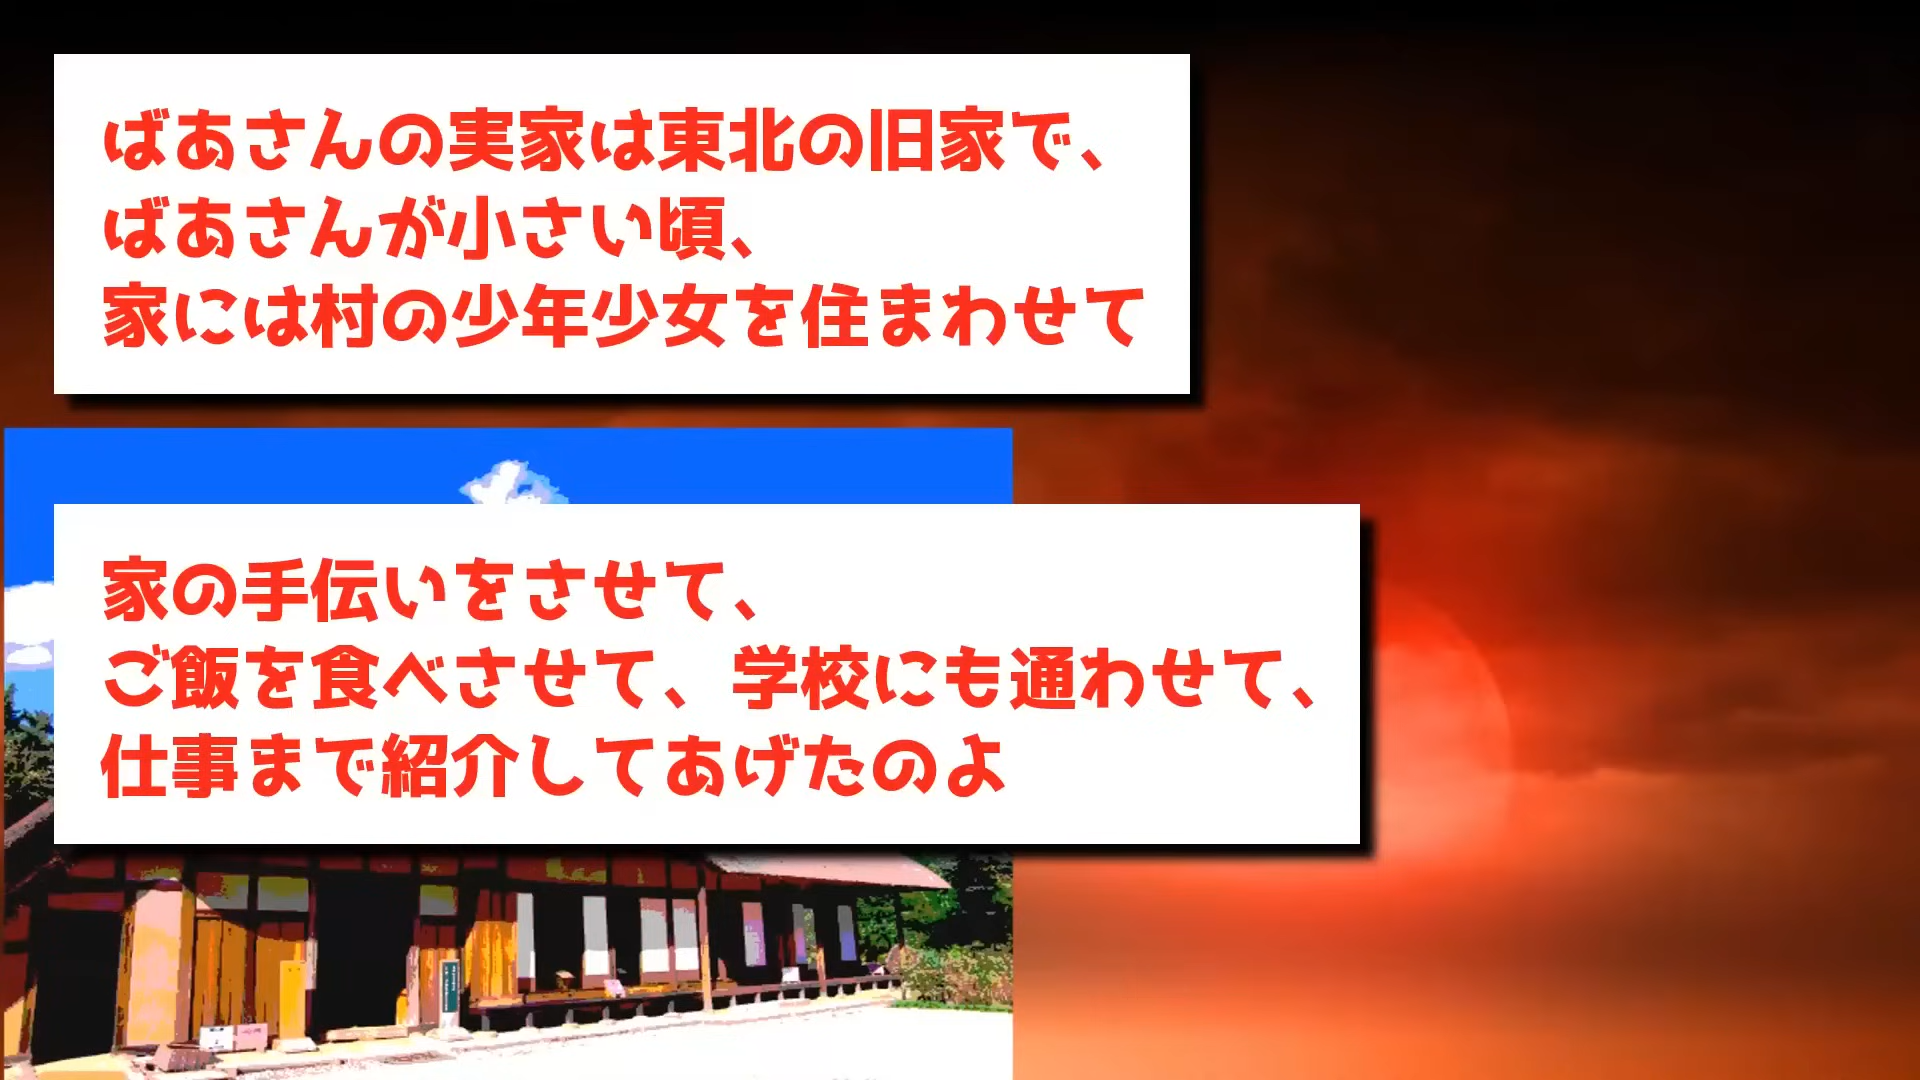 ばあさんの実家は東北の旧家で、
ばあさんが小さい頃、
家には村の少年少女を住まわせて
家の手伝いをさせて、
ご飯を食べさせて、学校にも通わせて、
仕事まで紹介してあげたのよ